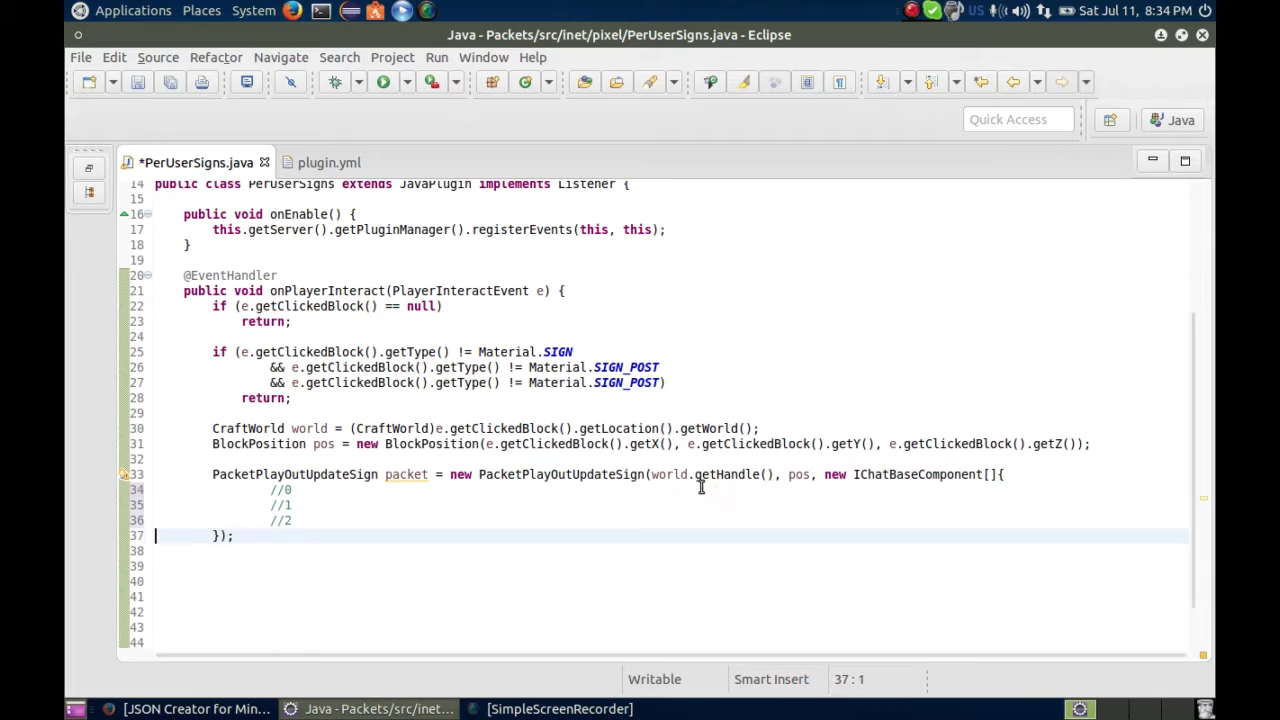 Applications Places System US Sat Jul 11, 8:34 PM
Java - Packets/src/inet/pixel/PerUserSigns.java - Eclipse
File Edit Source Refactor Navigate Search Project Run Window Help
Quick Access Java
*PerUserSigns.java plugin.yml
14 public class PerUserSigns extends JavaPlugin implements Listener {
15
16 public void onEnable() {
17 this.getServer().getPluginManager().registerEvents(this, this);
18 }
19
20 @EventHandler
21 public void onPlayerInteract(PlayerInteractEvent e) {
22 if (e.getClickedBlock() == null)
23 return;
24
25 if (e.getClickedBlock().getType() != Material.SIGN
26 && e.getClickedBlock().getType() != Material.SIGN_POST
27 && e.getClickedBlock().getType() != Material.SIGN_POST)
28 return;
29
30 CraftWorld world = (CraftWorld)e.getClickedBlock().getLocation().getWorld();
31 BlockPosition pos = new BlockPosition(e.getClickedBlock().getX(), e.getClickedBlock().getY(), e.getClickedBlock().getZ());
32
33 PacketPlayOutUpdateSign packet = new PacketPlayOutUpdateSign(world.getHandle(), pos, new IChatBaseComponent[]{
34 //0
35 //1
36 //2
37 });
38
39
40
41
42
43
44
Writable Smart Insert 37 : 1
[JSON Creator for Min... Java - Packets/src/inet... [SimpleScreenRecorder]